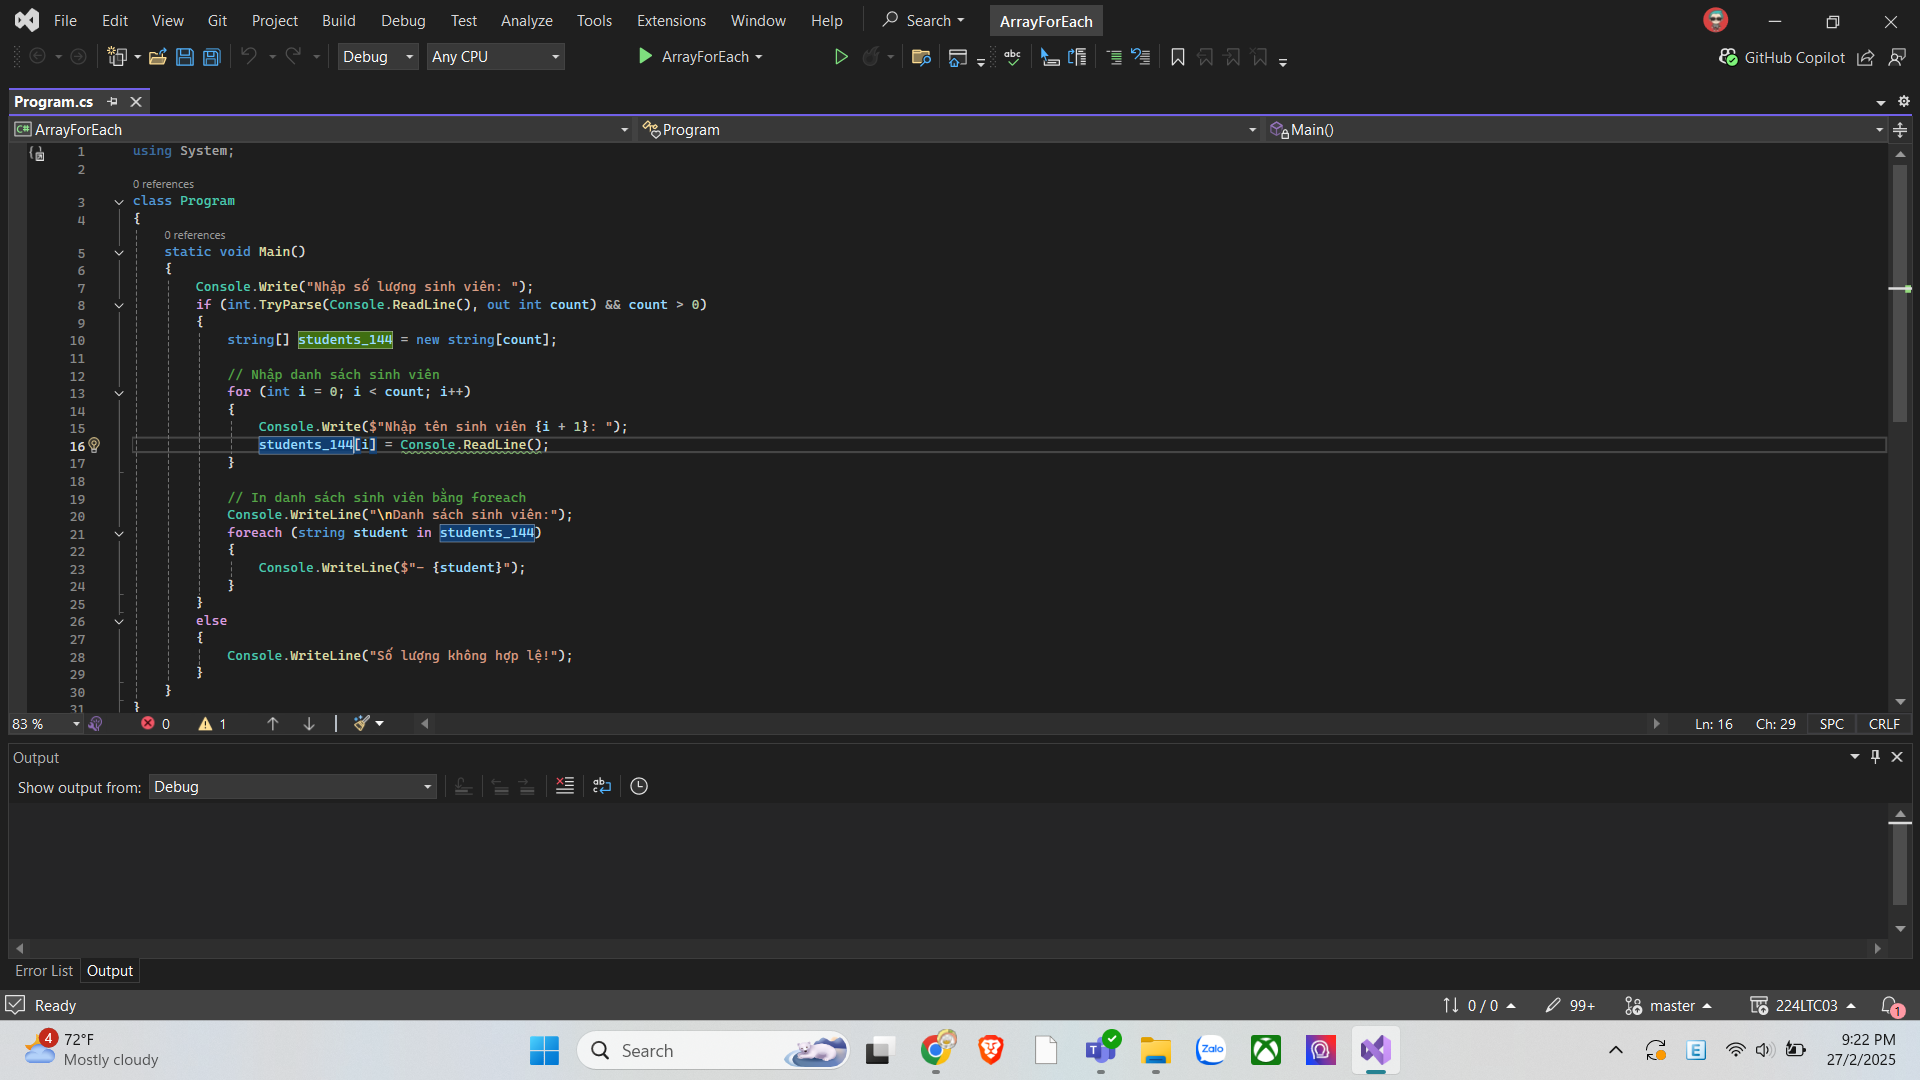 File Edit View Git Project Build Debug Test Analyze Tools Extensions Window Help Search ArrayForEach
Debug Any CPU ArrayForEach GitHub Copilot
Program.cs
ArrayForEach Program Main()
1 using System;
2
0 references
3 class Program
4 {
0 references
5 static void Main()
6 {
7 Console.Write("Nhập số lượng sinh viên: ");
8 if (int.TryParse(Console.ReadLine(), out int count) && count > 0)
9 {
10 string[] students_144 = new string[count];
11
12 // Nhập danh sách sinh viên
13 for (int i = 0; i < count; i++)
14 {
15 Console.Write($"Nhập tên sinh viên {i + 1}: ");
16 students_144[i] = Console.ReadLine();
17 }
18
19 // In danh sách sinh viên bằng foreach
20 Console.WriteLine("\nDanh sách sinh viên:");
21 foreach (string student in students_144)
22 {
23 Console.WriteLine($"- {student}");
24 }
25 }
26 else
27 {
28 Console.WriteLine("Số lượng không hợp lệ!");
29 }
30 }
31 }
83 % 0 1 Ln: 16 Ch: 29 SPC CRLF
Output
Show output from: Debug
Error List Output
Ready 0 / 0 99+ master 224LTC03 1
4 72°F Search Zalo E 9:22 PM
Mostly cloudy 27/2/2025